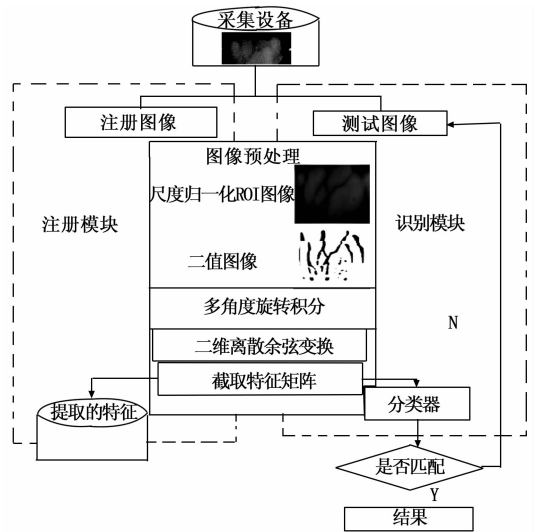 采集设备
注册图像
测试图像
图像预处理
尺度归一化ROI图像
注册模块
识别模块
二值图像
多角度旋转积分
N
二维离散余弦变换
截取特征矩阵
提取的特征
分类器
是否匹配
Y
结果